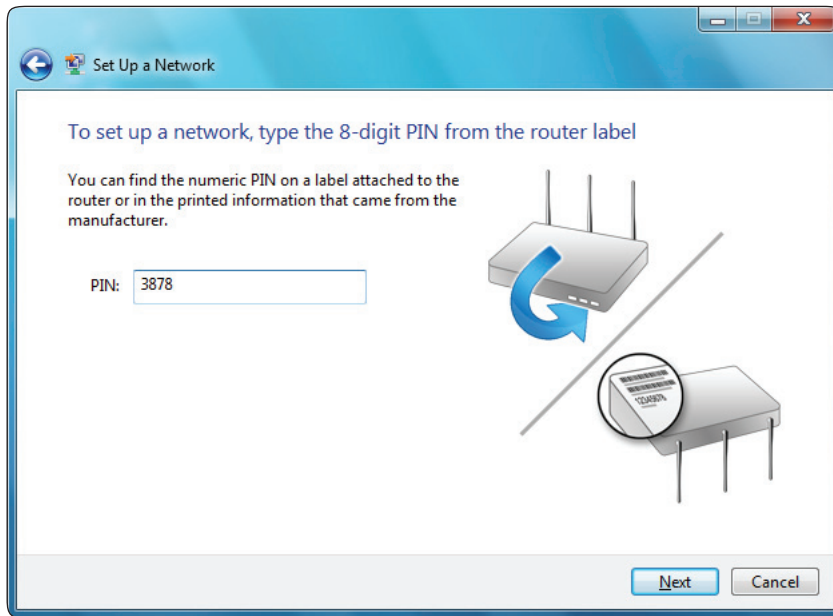 Set Up a Network
To set up a network, type the 8-digit PIN from the router label
You can find the numeric PIN on a label attached to the
router or in the printed information that came from the
manufacturer.
PIN: 3878
12345678
Next Cancel